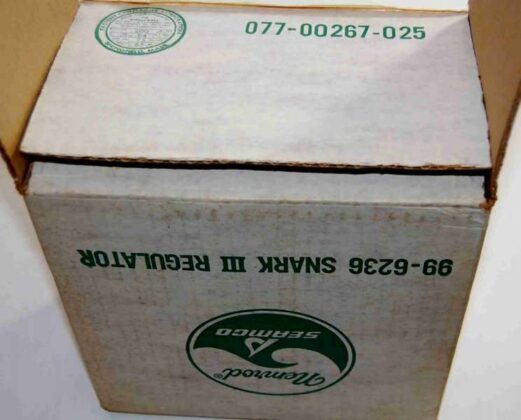 077-00267-025
99-6236 SNARK III REGULATOR
Nemrod®
SEAMCO